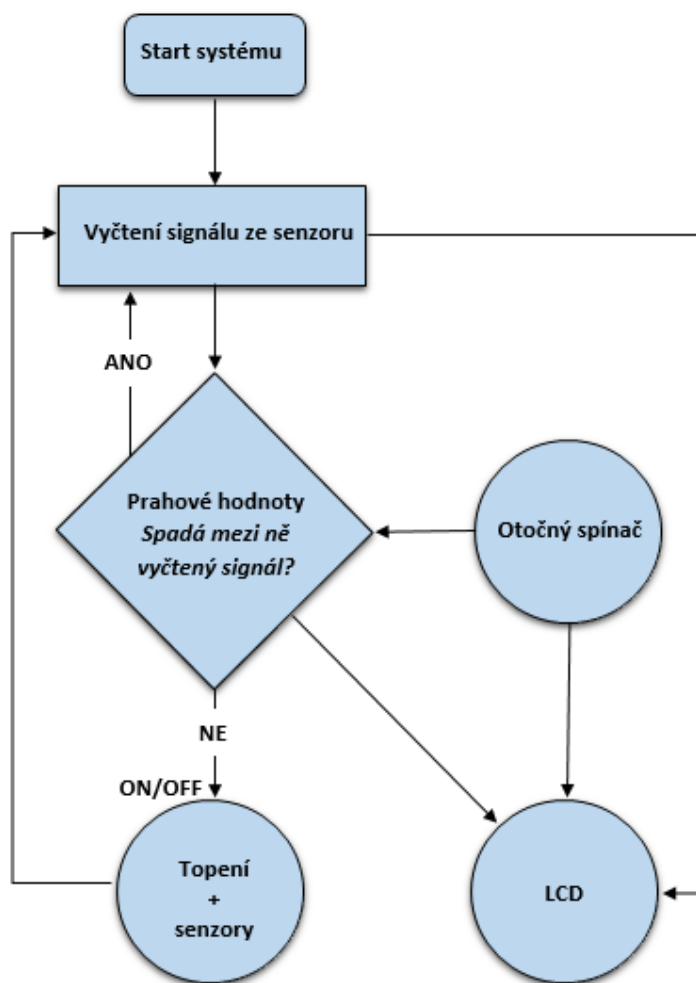 Start systému
Vyčtení signálu ze senzoru
ANO
Prahové hodnoty
Spadá mezi ně
vyčtený signál?
Otočný spínač
NE
ON/OFF
Topení
+
senzory
LCD